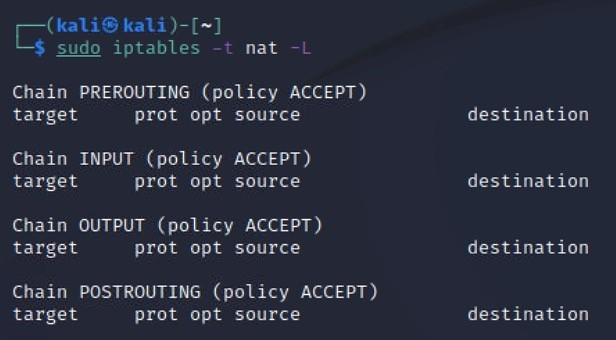 ┌──(kali㉿kali)-[~]
└─$ sudo iptables -t nat -L
Chain PREROUTING (policy ACCEPT)
target     prot opt source               destination
Chain INPUT (policy ACCEPT)
target     prot opt source               destination
Chain OUTPUT (policy ACCEPT)
target     prot opt source               destination
Chain POSTROUTING (policy ACCEPT)
target     prot opt source               destination